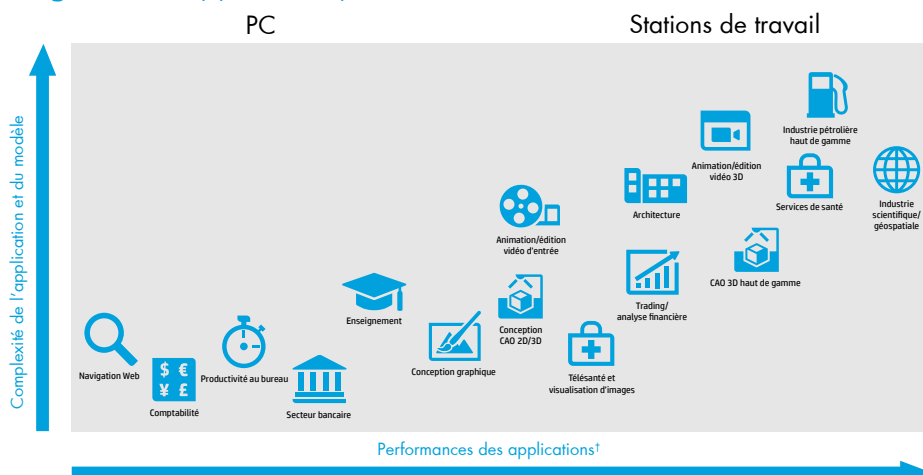 PC
Stations de travail
Complexité de l'application et du modèle
Industrie pétrolière
haut de gamme
Animation/édition
vidéo 3D
Services de santé
Industrie
scientifique/
géospatiale
Architecture
Animation/édition
vidéo d'entrée
CAO 3D haut de gamme
Trading/
analyse financière
Enseignement
Conception
CAO 2D/3D
Navigation Web
$ €
¥ £
Comptabilité
Productivité au bureau
Secteur bancaire
Conception graphique
Télésanté et
visualisation d'images
Performances des applications†